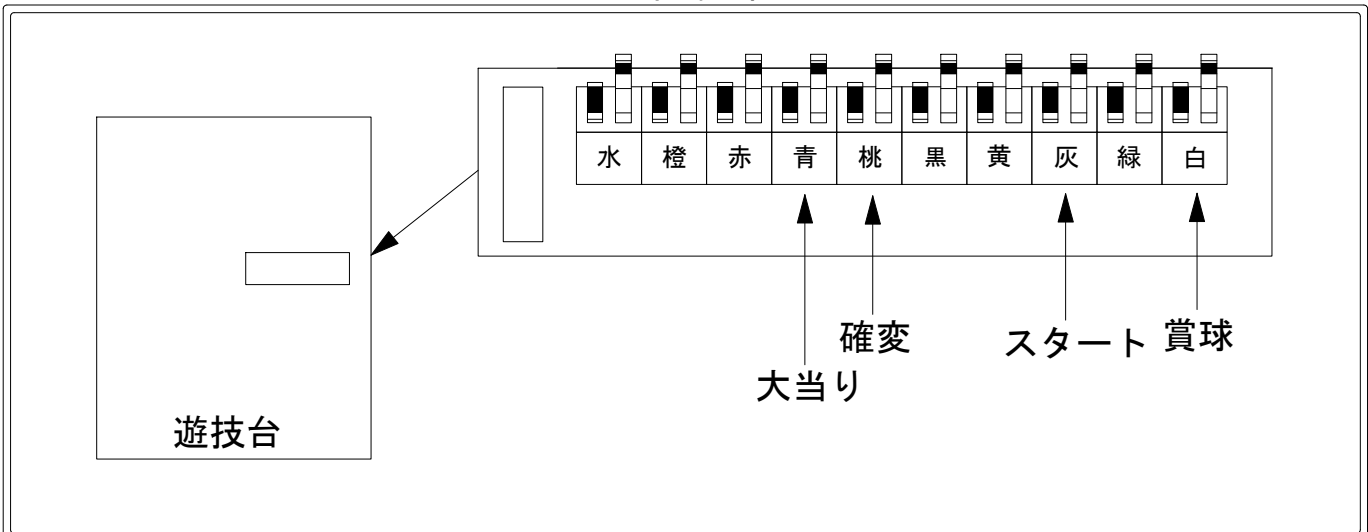 水 橙 赤 青 桃 黒 黄 灰 緑 白
確変 スタート 賞球
大当り
遊技台